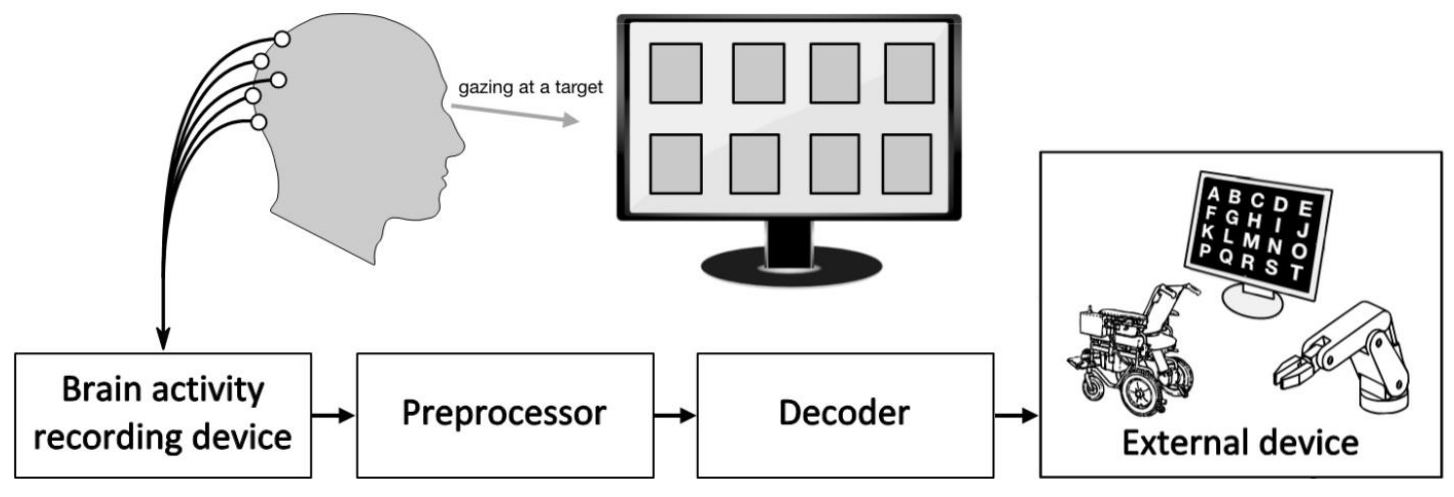 gazing at a target
A B C D E
F G H I J
K L M N O
P Q R S T
Brain activity
recording device
Preprocessor
Decoder
External device